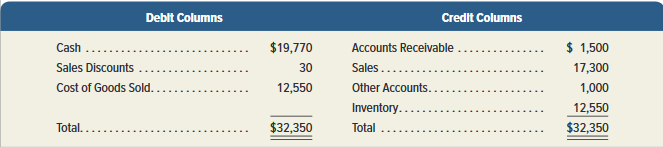 Debit Columns Credit Columns
Cash ............................ $19,770 Accounts Receivable ............... $ 1,500
Sales Discounts ................... 30 Sales............................ 17,300
Cost of Goods Sold................ 12,550 Other Accounts.................... 1,000
Inventory......................... 12,550
Total............................. $32,350 Total ............................ $32,350